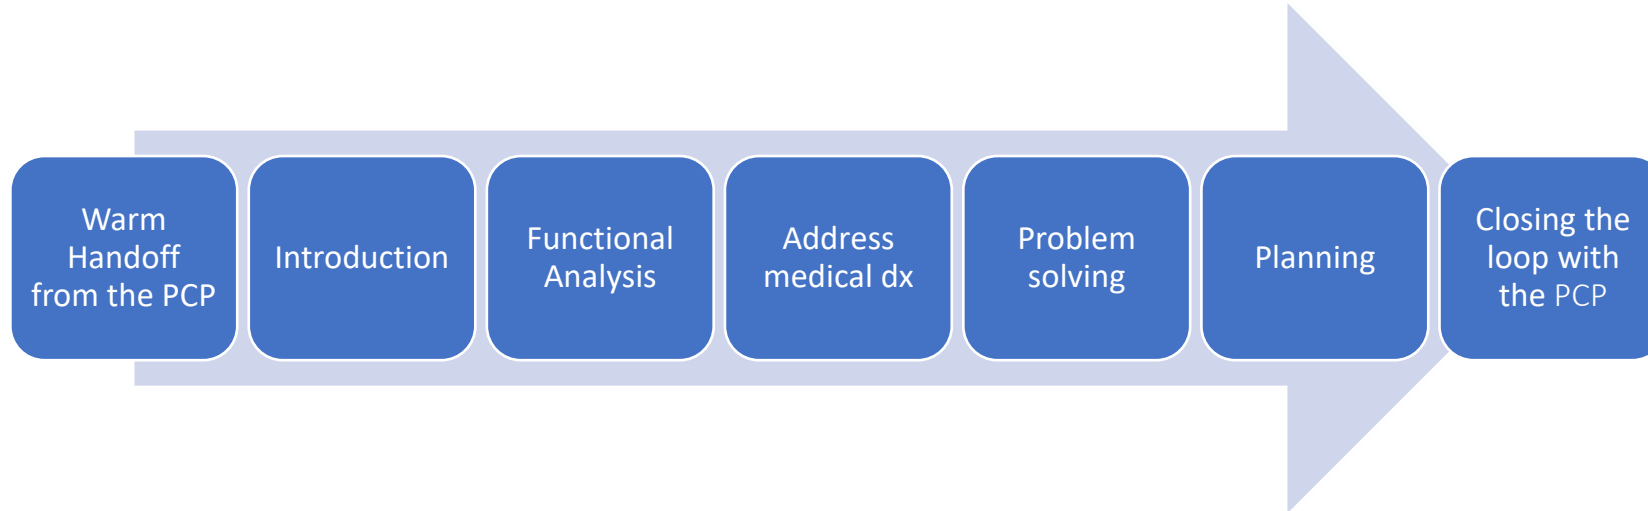 Warm
Handoff
from the PCP
Introduction
Functional
Analysis
Address
medical dx
Problem
solving
Planning
Closing the
loop with
the PCP